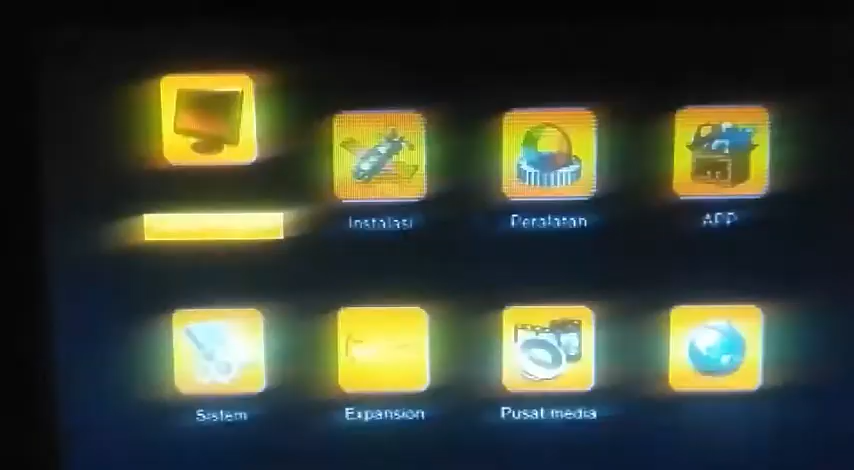 Instalasi
Peralatan
APP
Sistem
Expansion
Pusat media